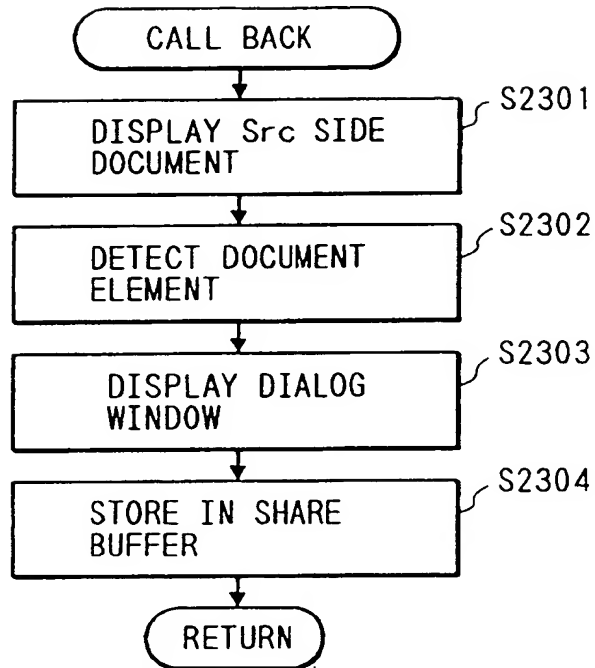 CALL BACK
S2301
DISPLAY Src SIDE
DOCUMENT
S2302
DETECT DOCUMENT
ELEMENT
S2303
DISPLAY DIALOG
WINDOW
S2304
STORE IN SHARE
BUFFER
RETURN